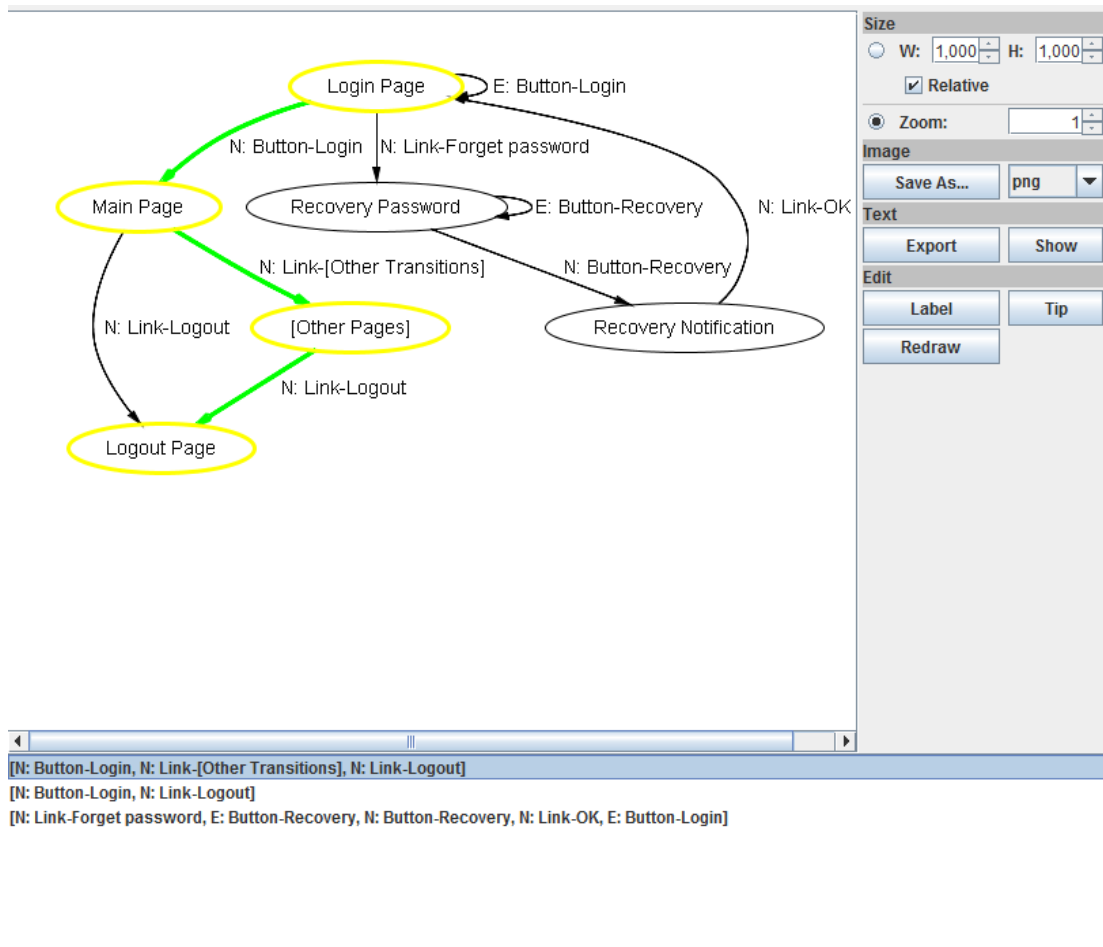 Login Page
E: Button-Login
N: Button-Login
N: Link-Forget password
Main Page
Recovery Password
E: Button-Recovery
N: Link-OK
N: Link-[Other Transitions]
N: Button-Recovery
N: Link-Logout
[Other Pages]
Recovery Notification
N: Link-Logout
Logout Page
Size
W: 1,000 H: 1,000
Relative
Zoom: 1
Image
Save As... png
Text
Export Show
Edit
Label Tip
Redraw
[N: Button-Login, N: Link-[Other Transitions], N: Link-Logout]
[N: Button-Login, N: Link-Logout]
[N: Link-Forget password, E: Button-Recovery, N: Button-Recovery, N: Link-OK, E: Button-Login]